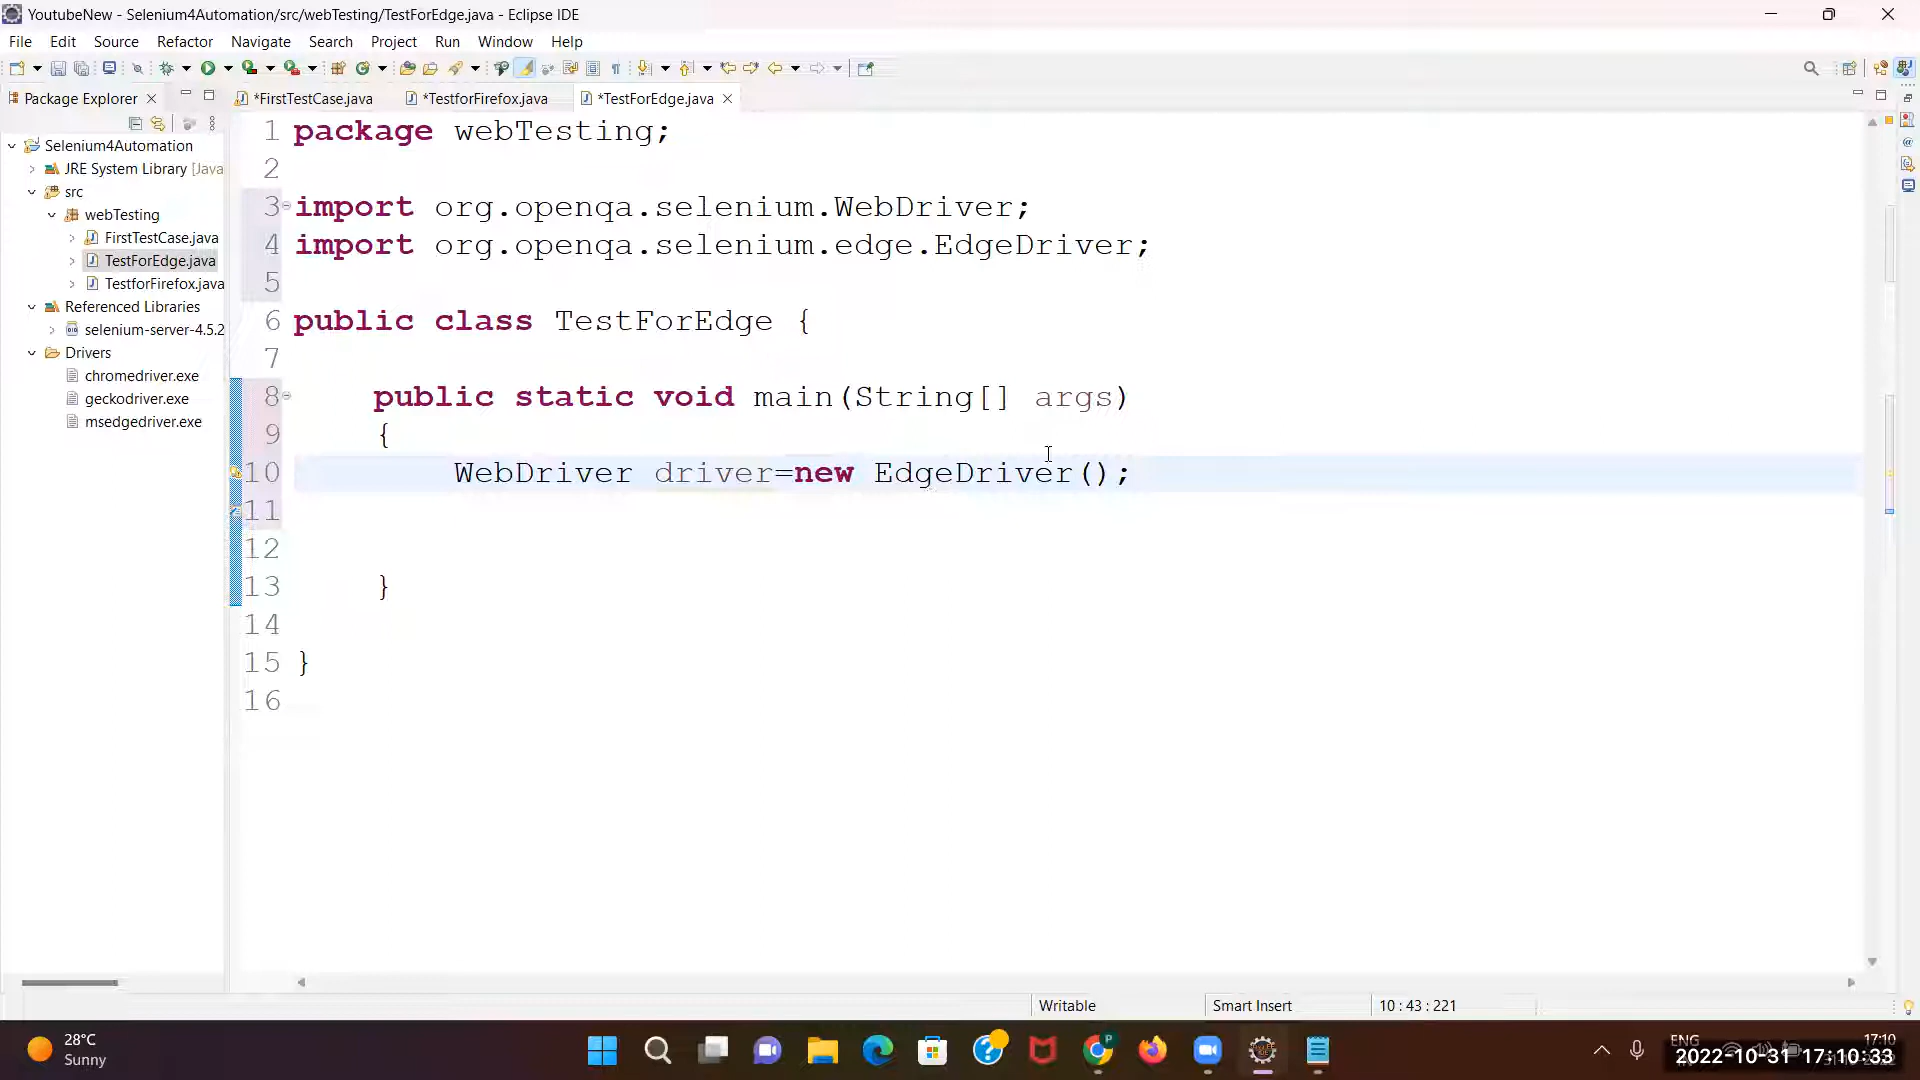 YoutubeNew - Selenium4Automation/src/webTesting/TestForEdge.java - Eclipse IDE
File Edit Source Refactor Navigate Search Project Run Window Help
Package Explorer
*FirstTestCase.java
*TestforFirefox.java
*TestForEdge.java
Selenium4Automation
JRE System Library [Java
src
webTesting
FirstTestCase.java
TestForEdge.java
TestforFirefox.java
Referenced Libraries
selenium-server-4.5.2
Drivers
chromedriver.exe
geckodriver.exe
msedgedriver.exe
1 package webTesting;
2
3 import org.openqa.selenium.WebDriver;
4 import org.openqa.selenium.edge.EdgeDriver;
5
6 public class TestForEdge {
7
8 public static void main(String[] args)
9 {
10 WebDriver driver=new EdgeDriver();
11
12
13 }
14
15 }
16
Writable
Smart Insert
10 : 43 : 221
28°C
Sunny
ENG
17:10
2022-10-31 17:10:33